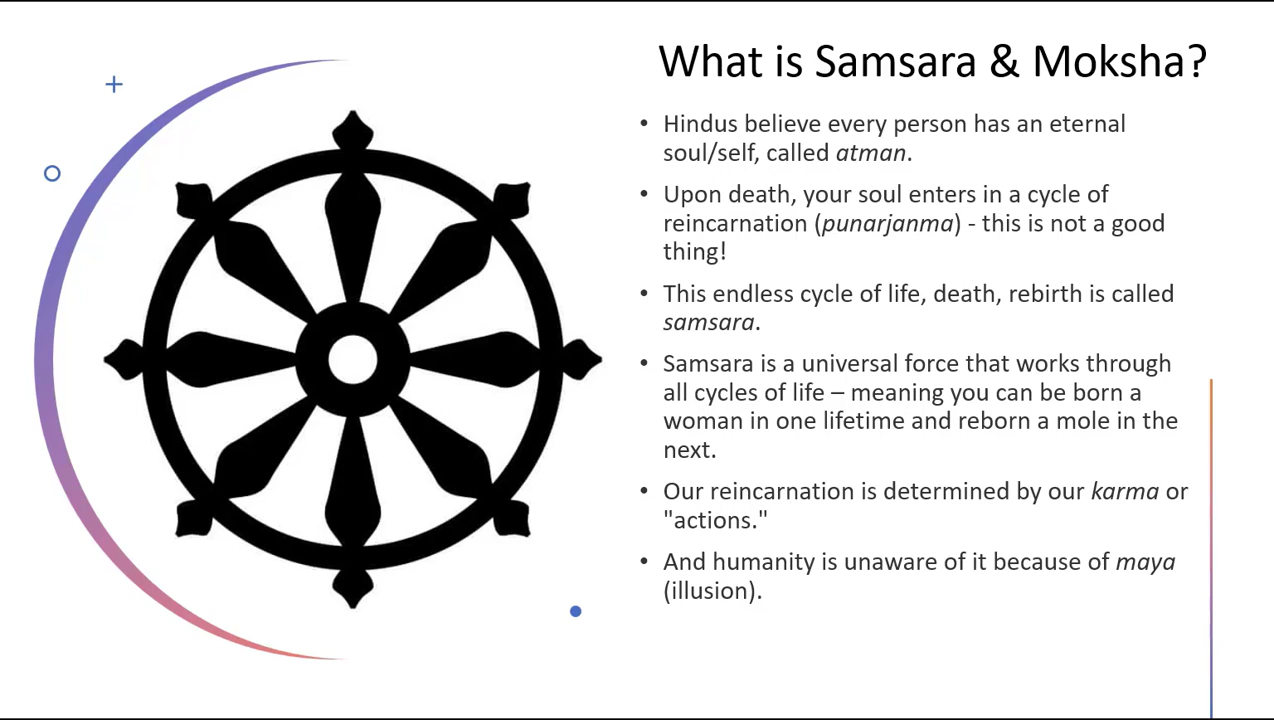 What is Samsara & Moksha?
• Hindus believe every person has an eternal
soul/self, called atman.
• Upon death, your soul enters in a cycle of
reincarnation (punarjanma) - this is not a good
thing!
• This endless cycle of life, death, rebirth is called
samsara.
• Samsara is a universal force that works through
all cycles of life – meaning you can be born a
woman in one lifetime and reborn a mole in the
next.
• Our reincarnation is determined by our karma or
"actions."
• And humanity is unaware of it because of maya
(illusion).